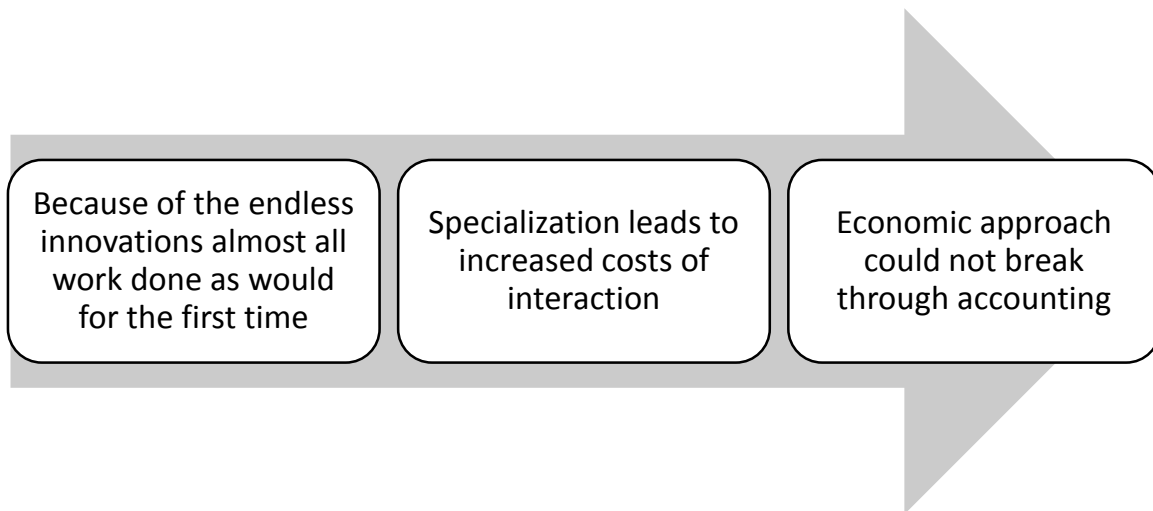 Because of the endless
innovations almost all
work done as would
for the first time
Specialization leads to
increased costs of
interaction
Economic approach
could not break
through accounting